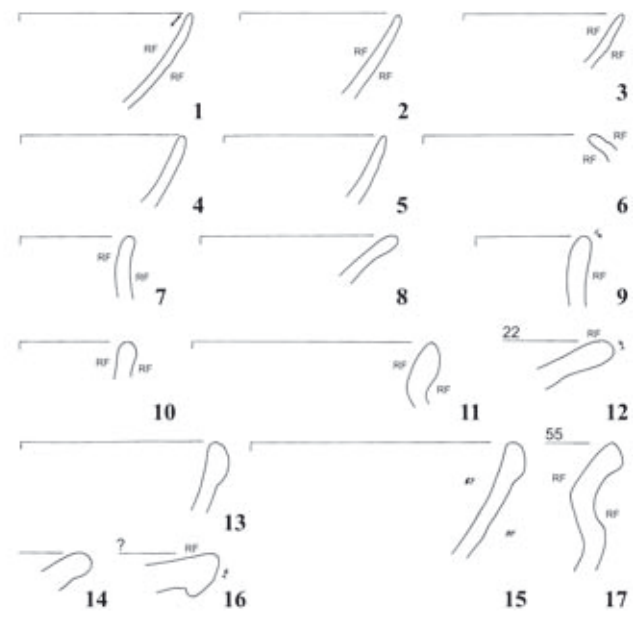 RF RF 1
RF RF 2
RF RF 3
4
5
RF RF 6
RF RF 7
8
RF 9
RF RF 10
RF RF 11
22 RF 12
13
RF RF 15
55 RF RF 17
14
? RF 16